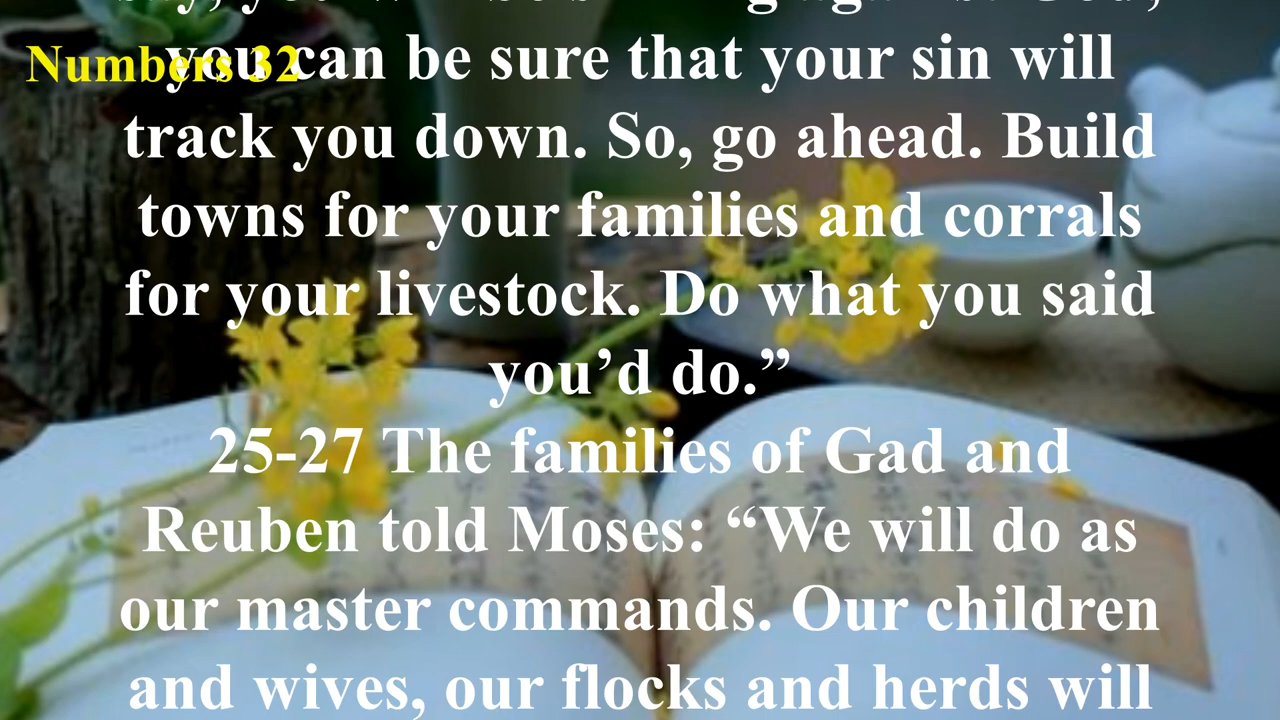 Numbers 32
you can be sure that your sin will
track you down. So, go ahead. Build
towns for your families and corrals
for your livestock. Do what you said
you’d do.”
25-27 The families of Gad and
Reuben told Moses: “We will do as
our master commands. Our children
and wives, our flocks and herds will